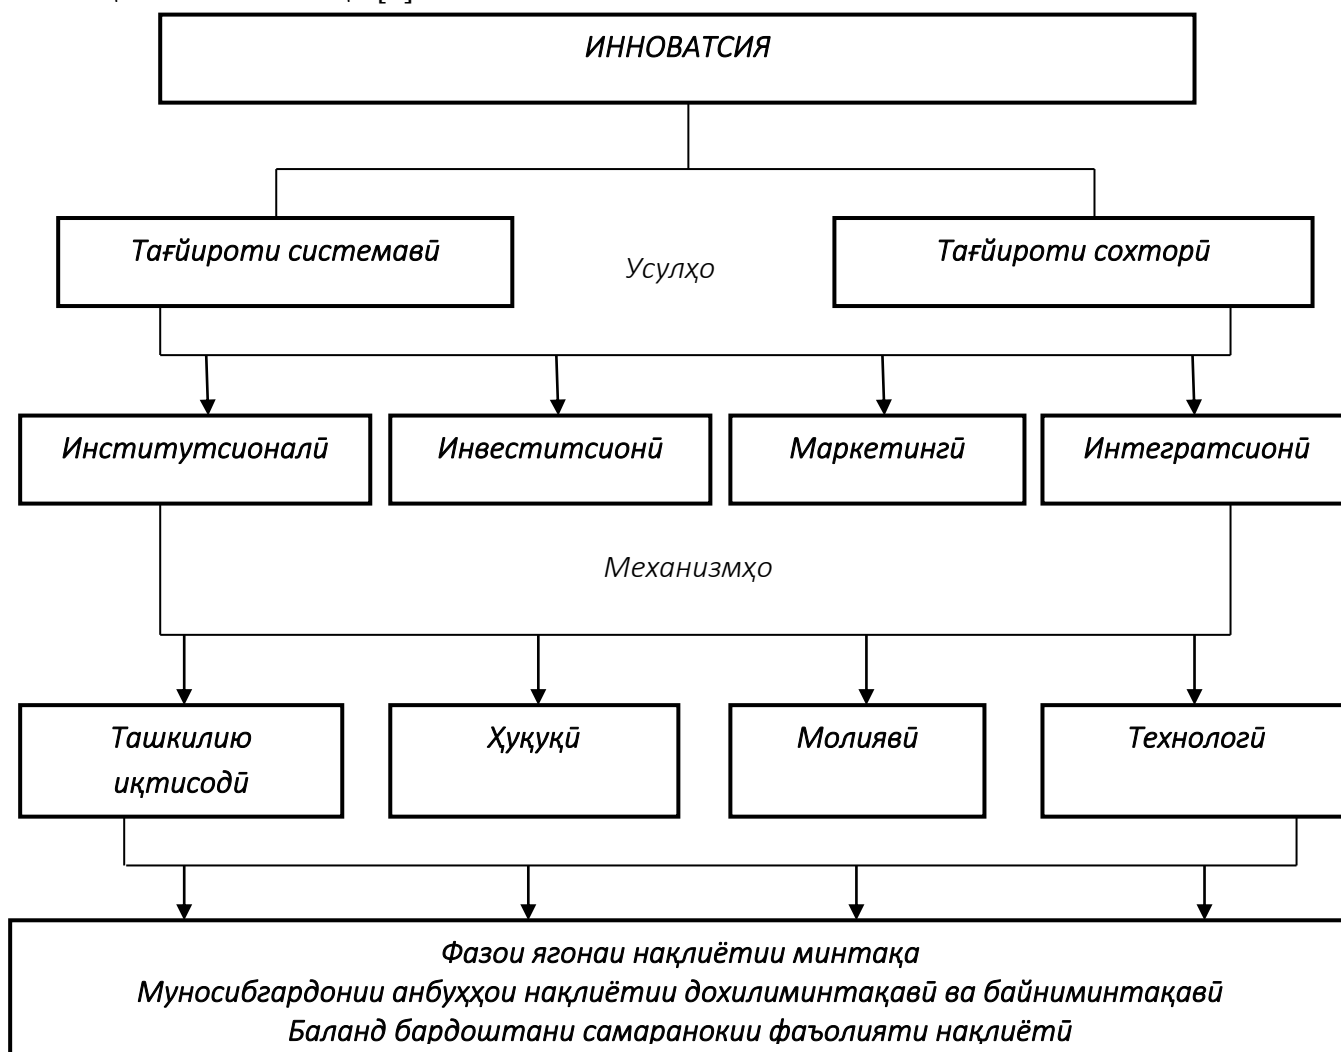 ИННОВАТСИЯ
Тағйироти системавӣ
Усулҳо
Тағйироти сохторӣ
Институтсионалӣ
Инвеститсионӣ
Маркетингӣ
Интегратсионӣ
Механизмҳо
Ташкилию
иқтисодӣ
Ҳуқуқӣ
Молиявӣ
Технологӣ
Фазои ягонаи нақлиётии минтақа
Муносибгардонии анбуҳҳои нақлиётии дохилиминтақавӣ ва байниминтақавӣ
Баланд бардоштани самаранокии фаъолияти нақлиётӣ